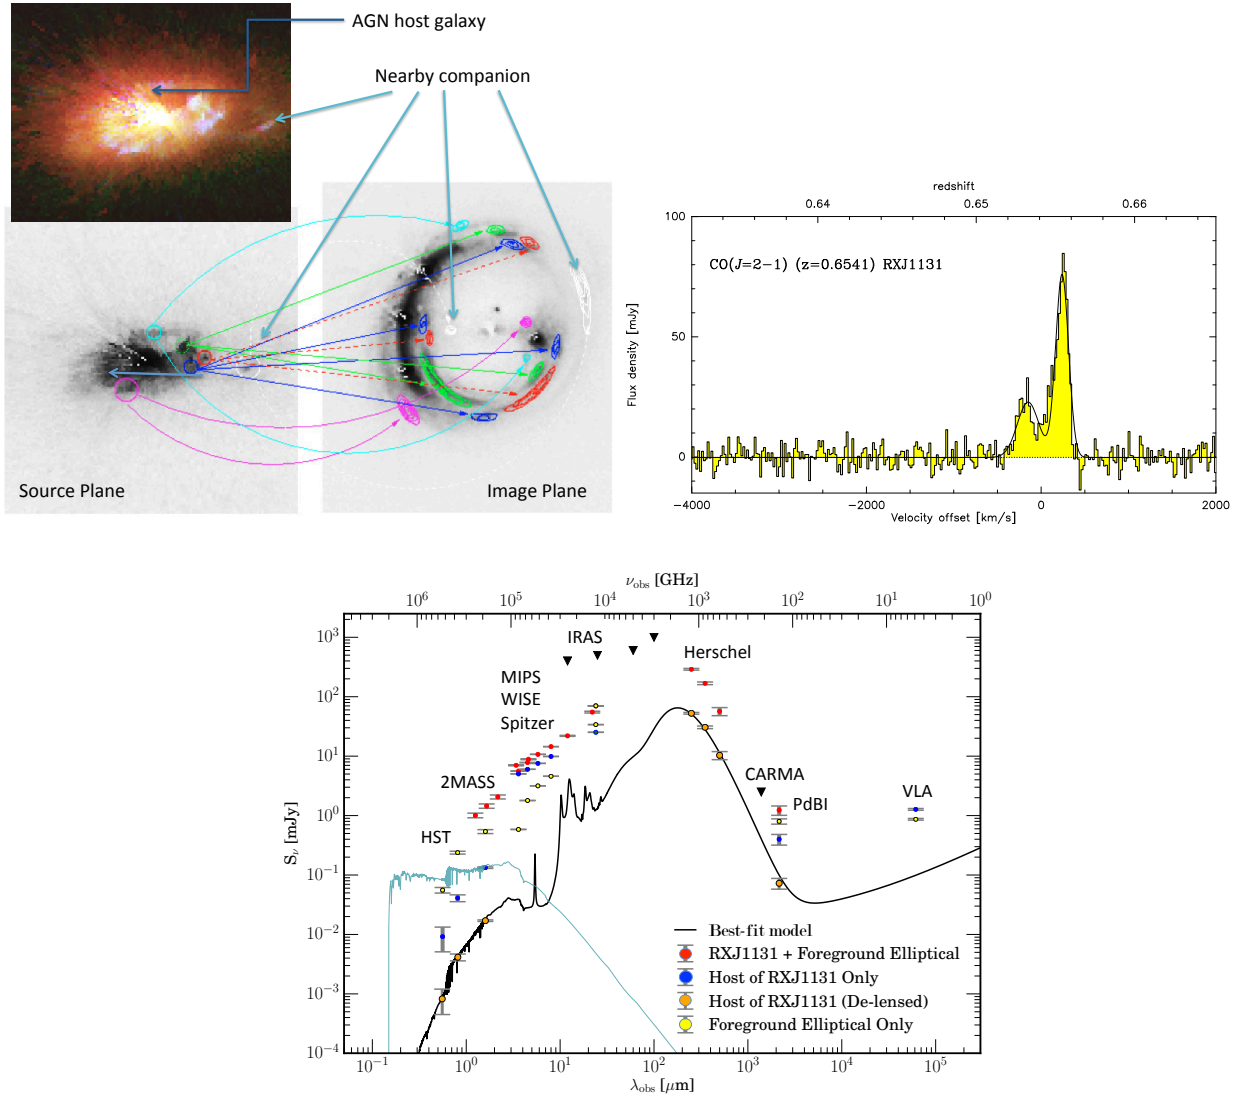 AGN host galaxy
Nearby companion
Source Plane
Image Plane
redshift
0.64 0.65 0.66
CO(J=2−1) (z=0.6541) RXJ1131
Flux density [mJy]
100
50
0
−4000 −2000 0 2000
Velocity offset [km/s]
ν_obs [GHz]
10^6 10^5 10^4 10^3 10^2 10^1 10^0
S_ν [mJy]
10^3
10^2
10^1
10^0
10^−1
10^−2
10^−3
10^−4
IRAS
Herschel
MIPS
WISE
Spitzer
2MASS
CARMA
PdBI
VLA
HST
Best-fit model
RXJ1131 + Foreground Elliptical
Host of RXJ1131 Only
Host of RXJ1131 (De-lensed)
Foreground Elliptical Only
10^−1 10^0 10^1 10^2 10^3 10^4 10^5
λ_obs [μm]